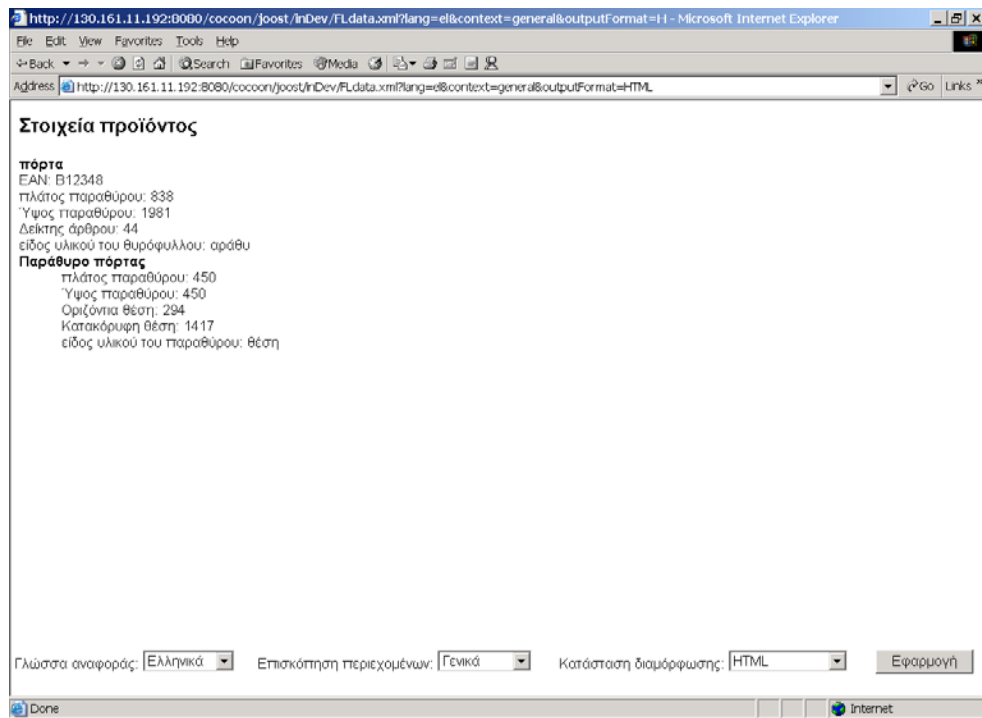 http://130.161.11.192:8080/cocoon/joost/inDev/FLdata.xml?lang=el&context=general&outputFormat=H - Microsoft Internet Explorer
File Edit View Favorites Tools Help
Back Search Favorites Media
Address http://130.161.11.192:8080/cocoon/joost/inDev/FLdata.xml?lang=el&context=general&outputFormat=HTML Go Links »
Στοιχεία προϊόντος
πόρτα
EAN: B12348
πλάτος παραθύρου: 838
Ύψος παραθύρου: 1981
Δείκτης άρθρου: 44
είδος υλικού του θυρόφυλλου: αράθυ
Παράθυρο πόρτας
πλάτος παραθύρου: 450
Ύψος παραθύρου: 450
Οριζόντια θέση: 294
Κατακόρυφη θέση: 1417
είδος υλικού του παραθύρου: θέση
Γλώσσα αναφοράς: Ελληνικά Επισκόπηση περιεχομένων: Γενικά Κατάσταση διαμόρφωσης: HTML Εφαρμογή
Done Internet